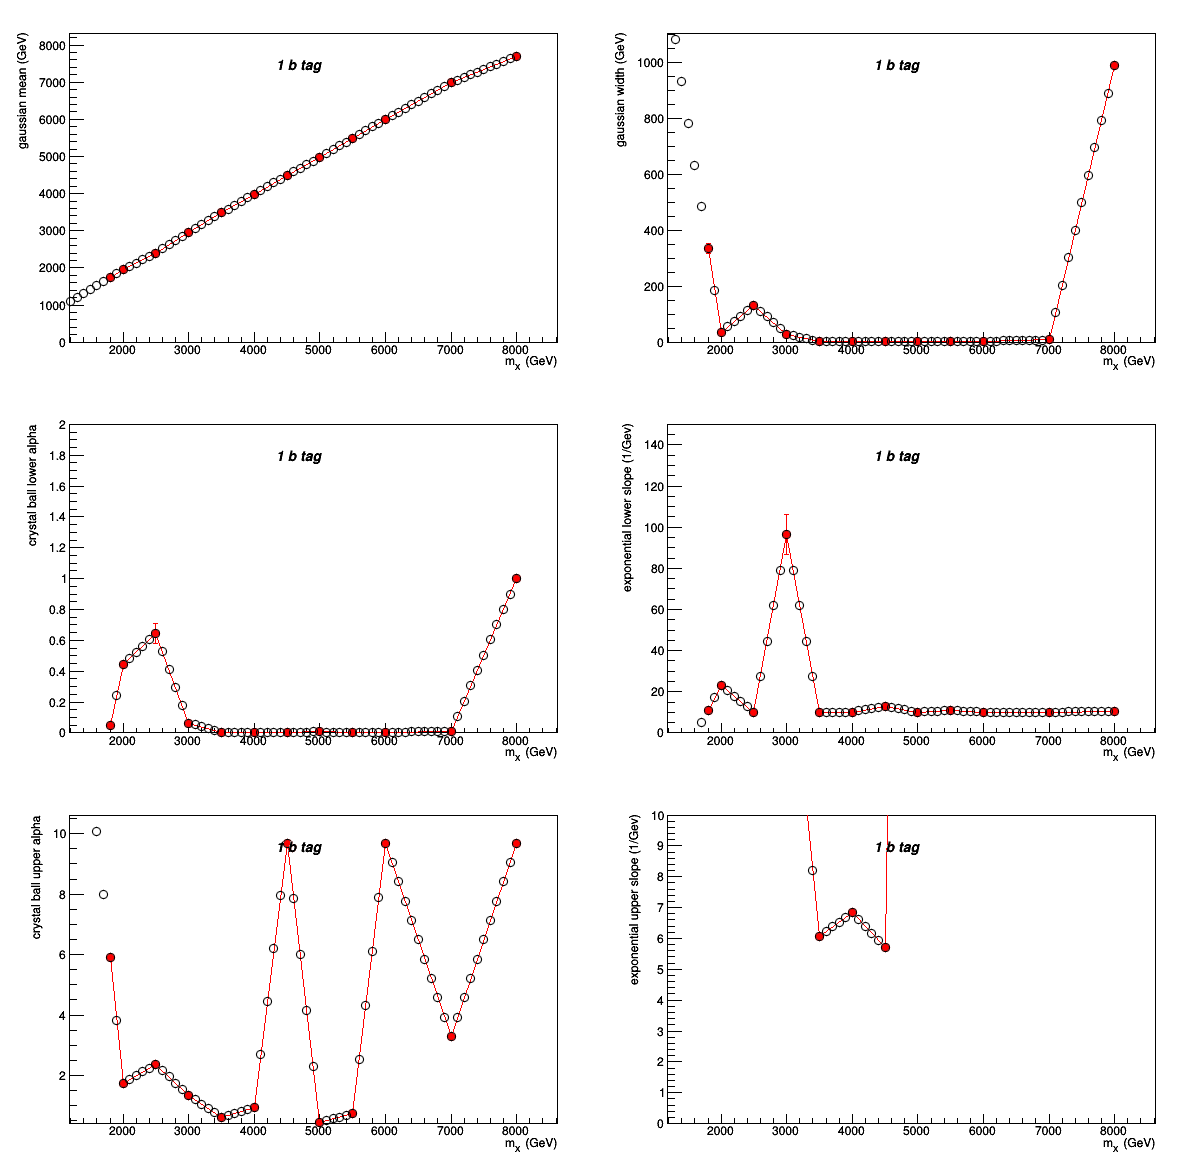 gaussian mean (GeV)
1 b tag
8000
7000
6000
5000
4000
3000
2000
1000
0
2000 3000 4000 5000 6000 7000 8000
mx (GeV)
gaussian width (GeV)
1 b tag
1000
800
600
400
200
0
2000 3000 4000 5000 6000 7000 8000
mx (GeV)
crystal ball lower alpha
1 b tag
2
1.8
1.6
1.4
1.2
1
0.8
0.6
0.4
0.2
0
2000 3000 4000 5000 6000 7000 8000
mx (GeV)
exponential lower slope (1/Gev)
1 b tag
140
120
100
80
60
40
20
0
2000 3000 4000 5000 6000 7000 8000
mx (GeV)
crystal ball upper alpha
1 b tag
10
8
6
4
2
2000 3000 4000 5000 6000 7000 8000
mx (GeV)
exponential upper slope (1/Gev)
1 b tag
10
9
8
7
6
5
4
3
2
1
0
2000 3000 4000 5000 6000 7000 8000
mx (GeV)